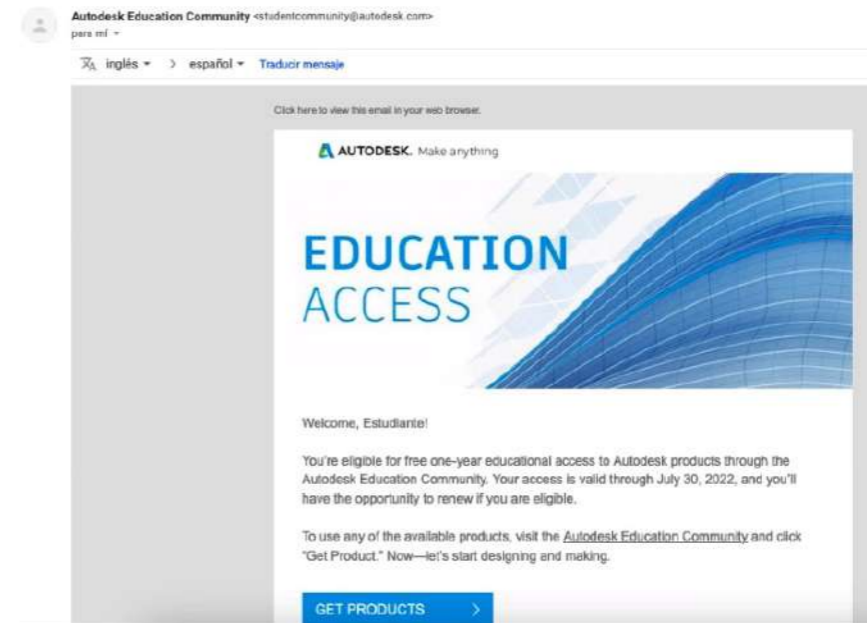 Autodesk Education Community <studentcommunity@autodesk.com>
para mí
inglés > español Traducir mensaje
Click here to view this email in your web browser.
AUTODESK. Make anything
EDUCATION
ACCESS
Welcome, Estudiante!
You're eligible for free one-year educational access to Autodesk products through the
Autodesk Education Community. Your access is valid through July 30, 2022, and you'll
have the opportunity to renew if you are eligible.
To use any of the available products, visit the Autodesk Education Community and click
"Get Product." Now—let's start designing and making.
GET PRODUCTS >